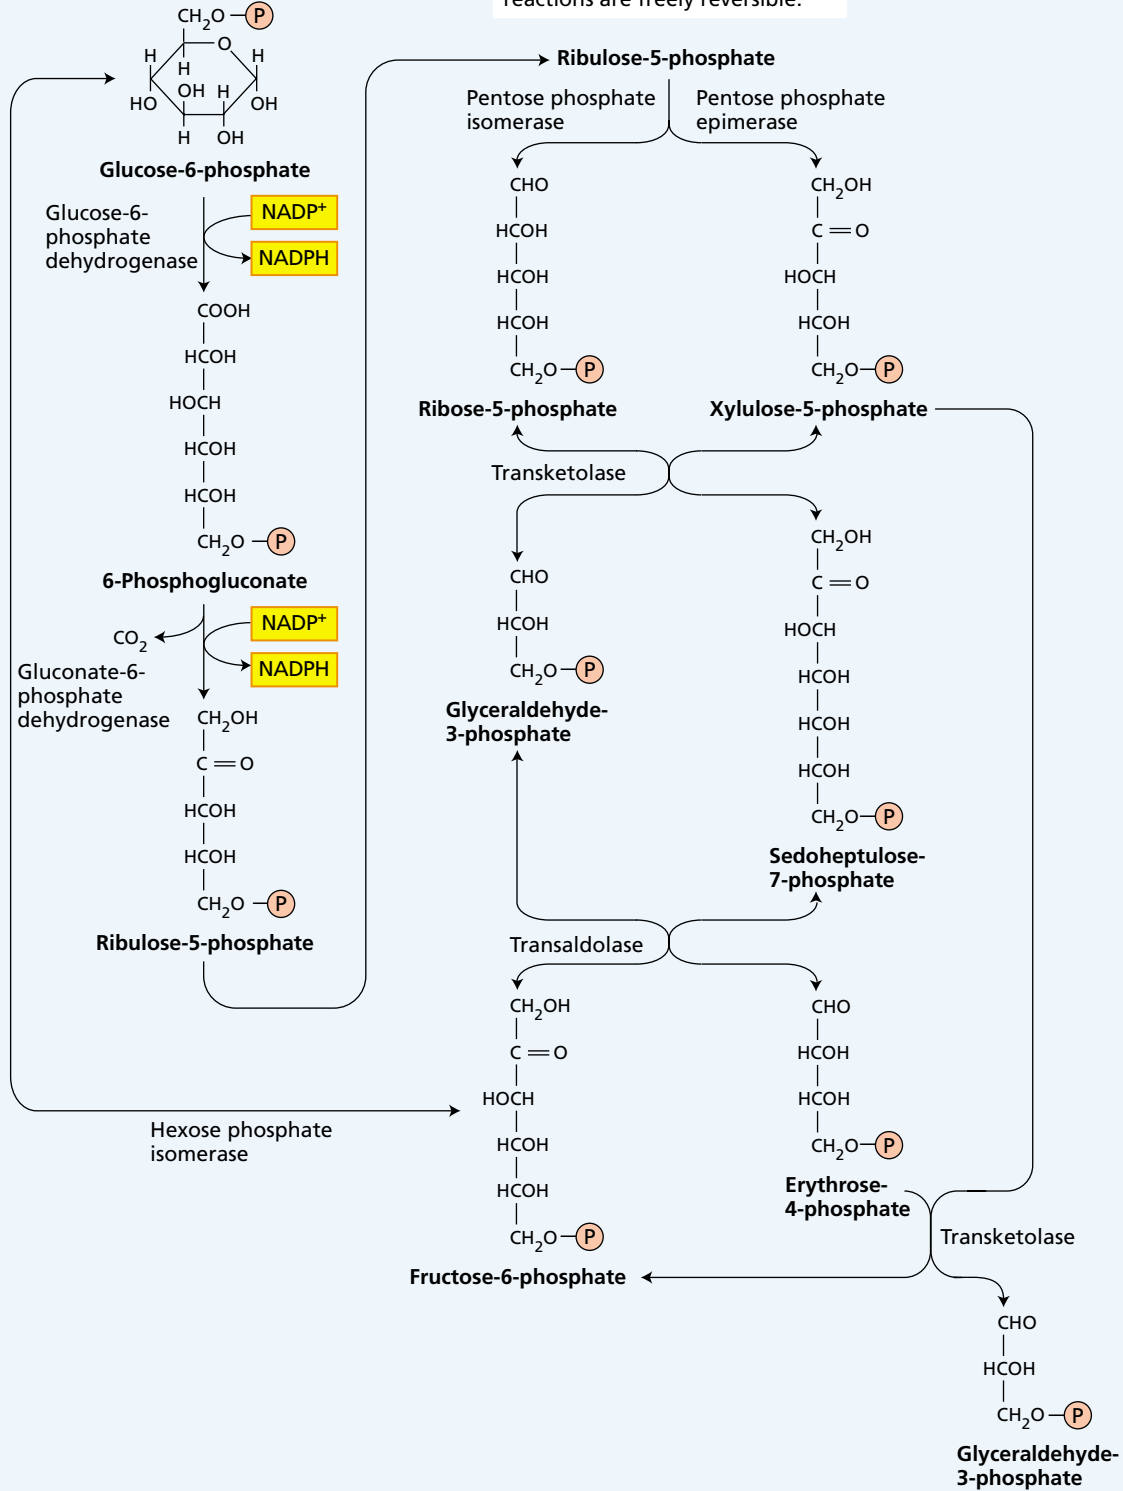 reactions are freely reversible.
CH2O P
O
H H
H
OH H
HO OH
H OH
Glucose-6-phosphate
Glucose-6-
phosphate
dehydrogenase
NADP+
NADPH
COOH
HCOH
HOCH
HCOH
HCOH
CH2O P
6-Phosphogluconate
CO2
NADP+
NADPH
Gluconate-6-
phosphate
dehydrogenase
CH2OH
C=O
HCOH
HCOH
CH2O P
Ribulose-5-phosphate
Hexose phosphate
isomerase
Ribulose-5-phosphate
Pentose phosphate
isomerase
Pentose phosphate
epimerase
CHO
HCOH
HCOH
HCOH
CH2O P
Ribose-5-phosphate
CH2OH
C=O
HOCH
HCOH
CH2O P
Xylulose-5-phosphate
Transketolase
CHO
HCOH
CH2O P
Glyceraldehyde-
3-phosphate
CH2OH
C=O
HOCH
HCOH
HCOH
HCOH
CH2O P
Sedoheptulose-
7-phosphate
Transaldolase
CH2OH
C=O
HOCH
HCOH
HCOH
CH2O P
Fructose-6-phosphate
CHO
HCOH
HCOH
CH2O P
Erythrose-
4-phosphate
Transketolase
CHO
HCOH
CH2O P
Glyceraldehyde-
3-phosphate